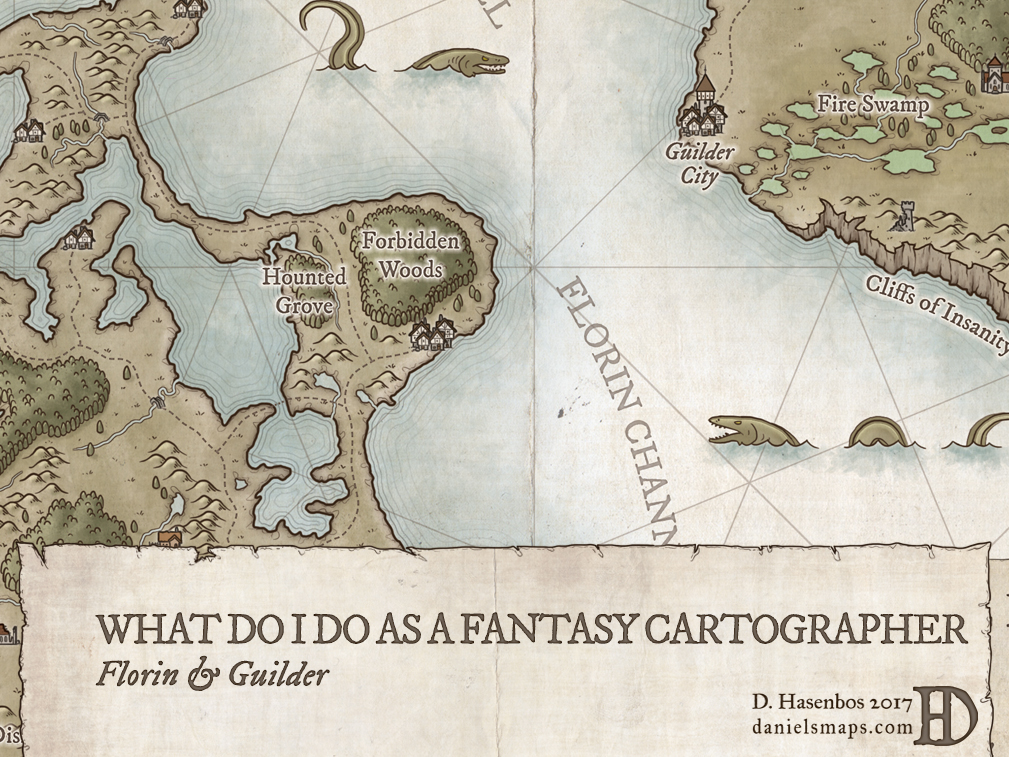 Fire Swamp
Guilder
City
Forbidden
Woods
Hounted
Grove
Cliffs of Insanity
FLORIN CHANN
WHAT DO I DO AS A FANTASY CARTOGRAPHER
Florin & Guilder
D. Hasenbos 2017
danielsmaps.com
HD
Dis